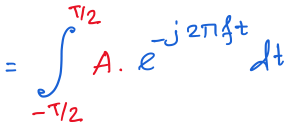 = ∫_{-T/2}^{T/2} A. e^{-j2πft} dt